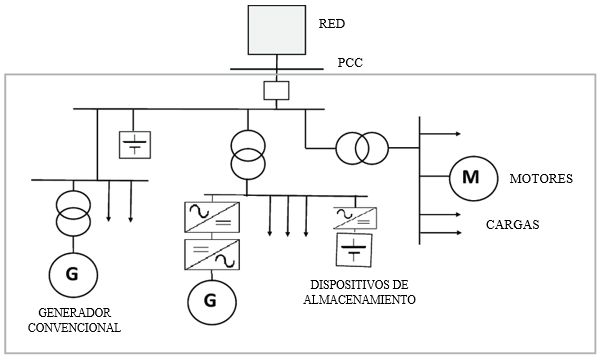 RED
PCC
M
MOTORES
CARGAS
G
GENERADOR
CONVENCIONAL
G
DISPOSITIVOS DE
ALMACENAMIENTO